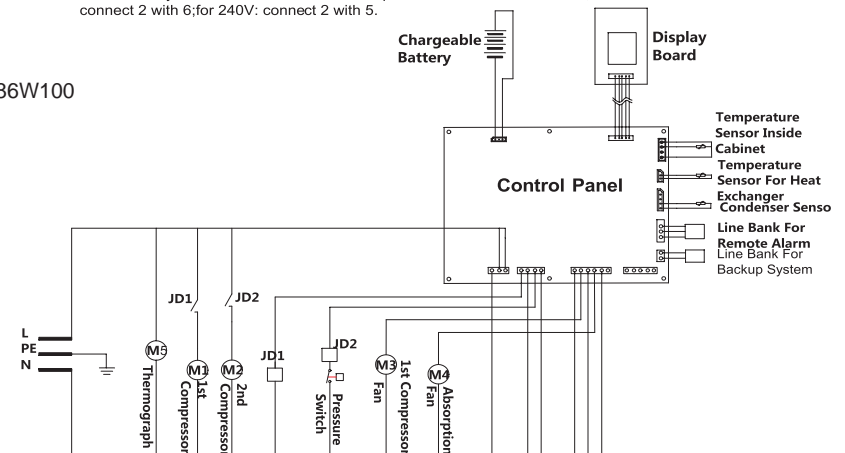 connect 2 with 6;for 240V: connect 2 with 5.
Chargeable
Battery
Display
Board
36W100
Temperature
Sensor Inside
Cabinet
Temperature
Sensor For Heat
Exchanger
Condenser Senso
Control Panel
Line Bank For
Remote Alarm
Line Bank For
Backup System
JD1
JD2
L
PE
N
M5
Thermograph
M1
1st
Compressor
M2
2nd
Compressor
JD1
JD2
Pressure
Switch
M3
1st Compressor
Fan
M4
Absorption
Fan